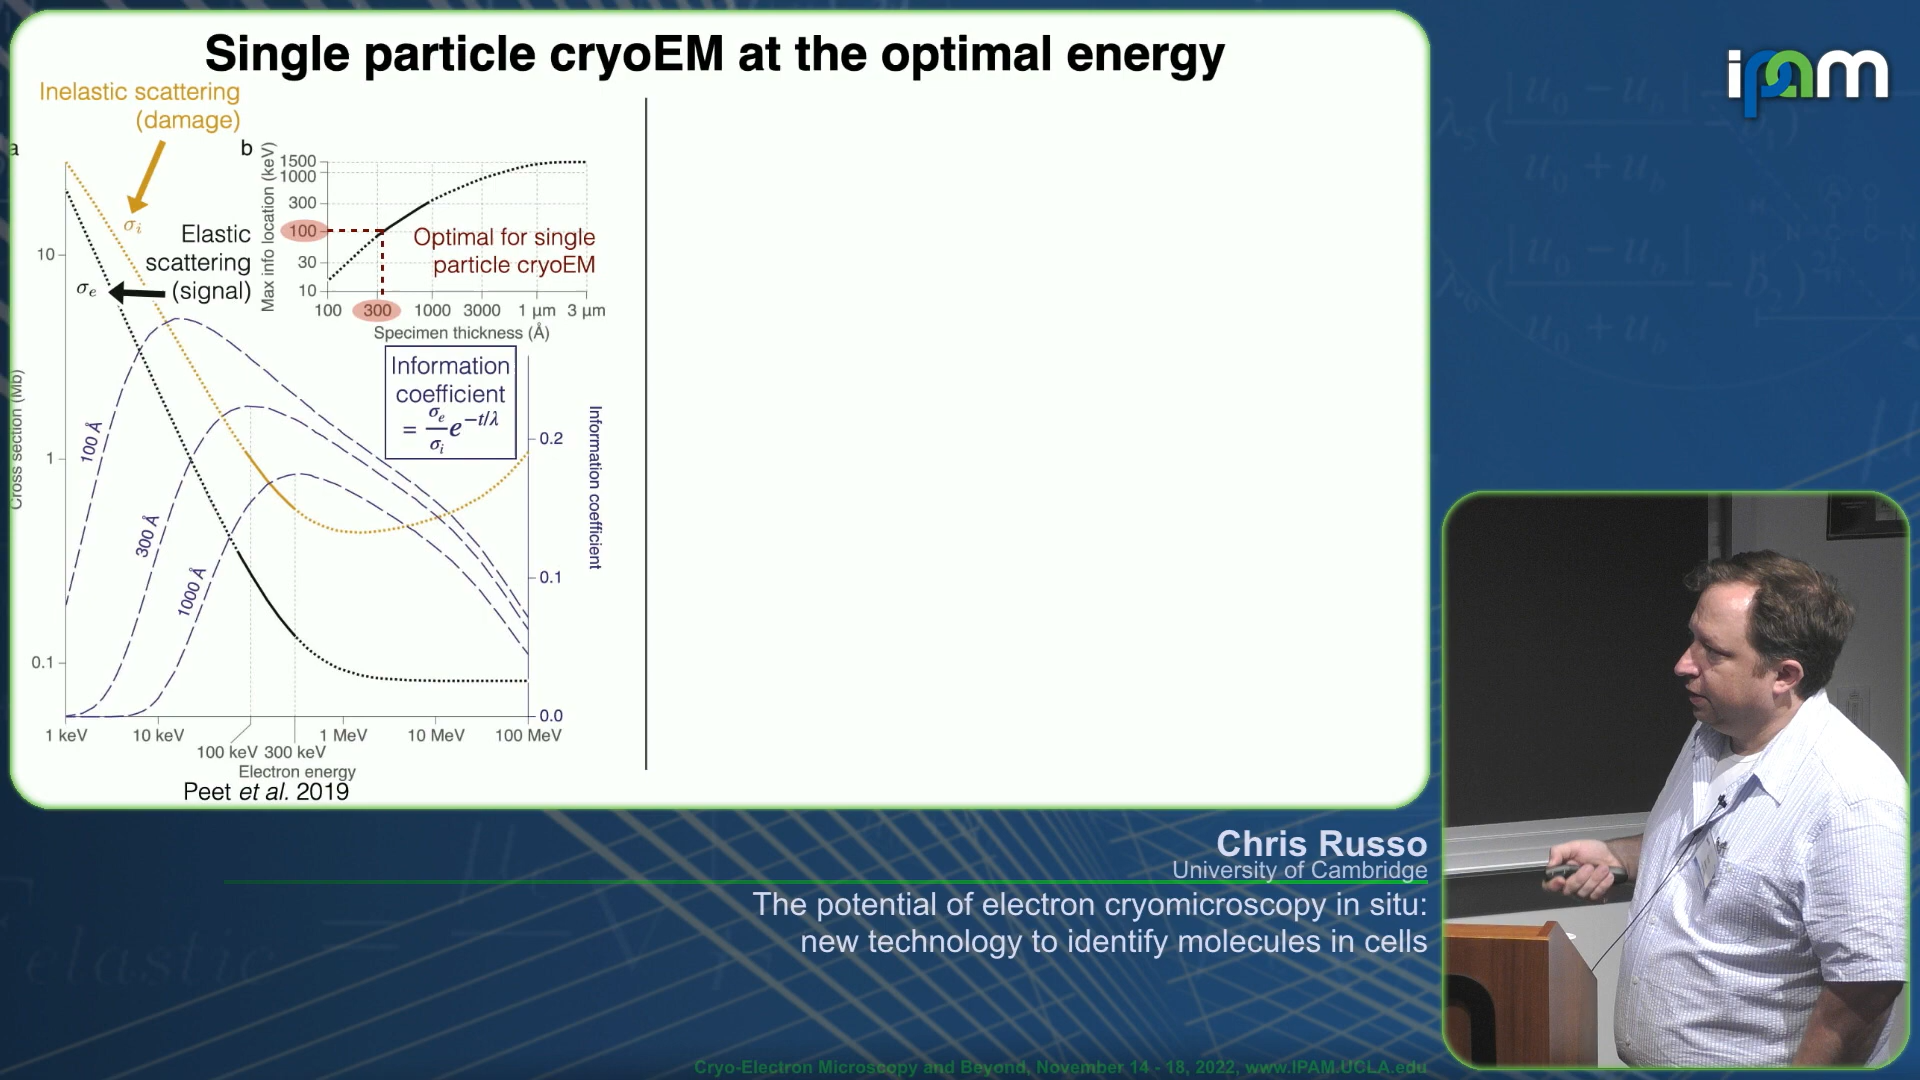 Single particle cryoEM at the optimal energy
ipam
Inelastic scattering
(damage)
a
b
σi
Elastic
scattering
(signal)
σe
Max info location (keV)
1500
1000
300
100
30
10
Optimal for single
particle cryoEM
100 300 1000 3000 1 µm 3 µm
Specimen thickness (Å)
Information
coefficient
= σe/σi e−t/λ
Cross section (Mb)
10
1
0.1
100 Å
300 Å
1000 Å
0.2
0.1
0.0
Information coefficient
1 keV 10 keV 1 MeV 10 MeV 100 MeV
100 keV 300 keV
Electron energy
Peet et al. 2019
Chris Russo
University of Cambridge
The potential of electron cryomicroscopy in situ:
new technology to identify molecules in cells
elastic
Cryo-Electron Microscopy and Beyond, November 14 - 18, 2022, www.IPAM.UCLA.edu